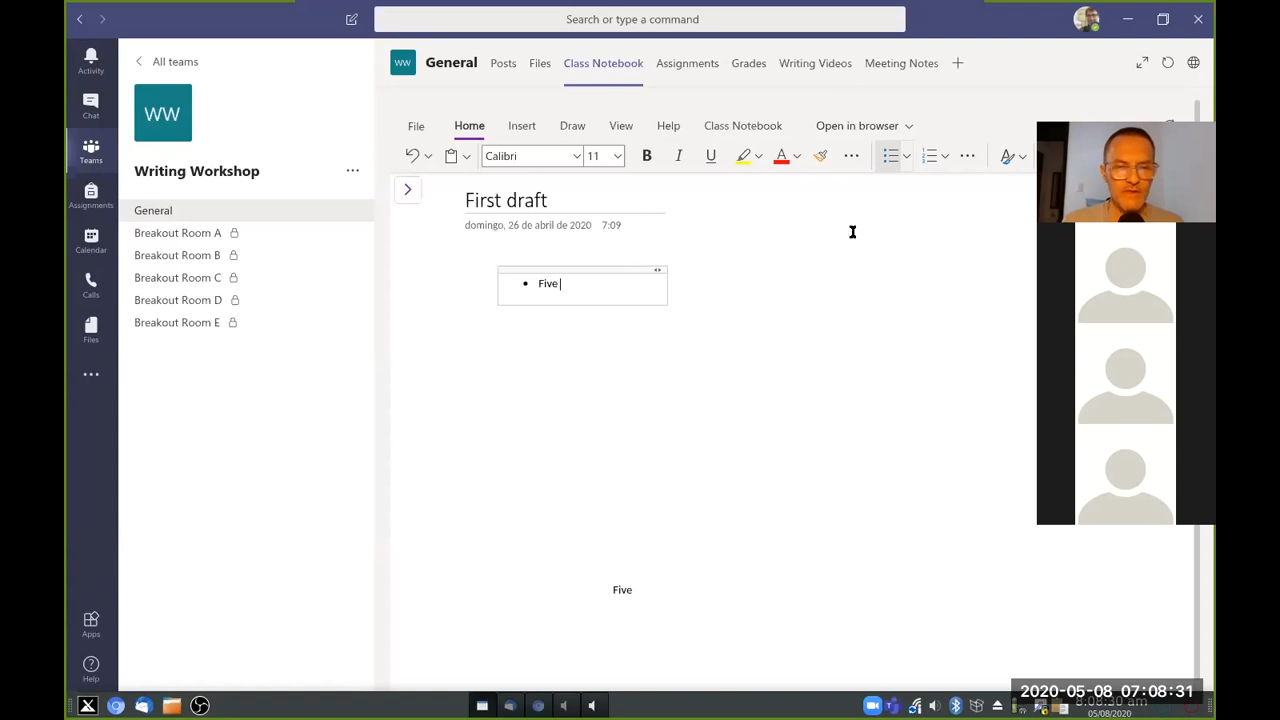 Search or type a command
Activity
Chat
Teams
Assignments
Calendar
Calls
Files
Apps
Help
All teams
WW
Writing Workshop
General
Breakout Room A
Breakout Room B
Breakout Room C
Breakout Room D
Breakout Room E
WW General Posts Files Class Notebook Assignments Grades Writing Videos Meeting Notes
File Home Insert Draw View Help Class Notebook Open in browser
Calibri 11 B I U A
First draft
domingo, 26 de abril de 2020 7:09
• Five
Five
2020-05-08 07:08:31
05/08/2020